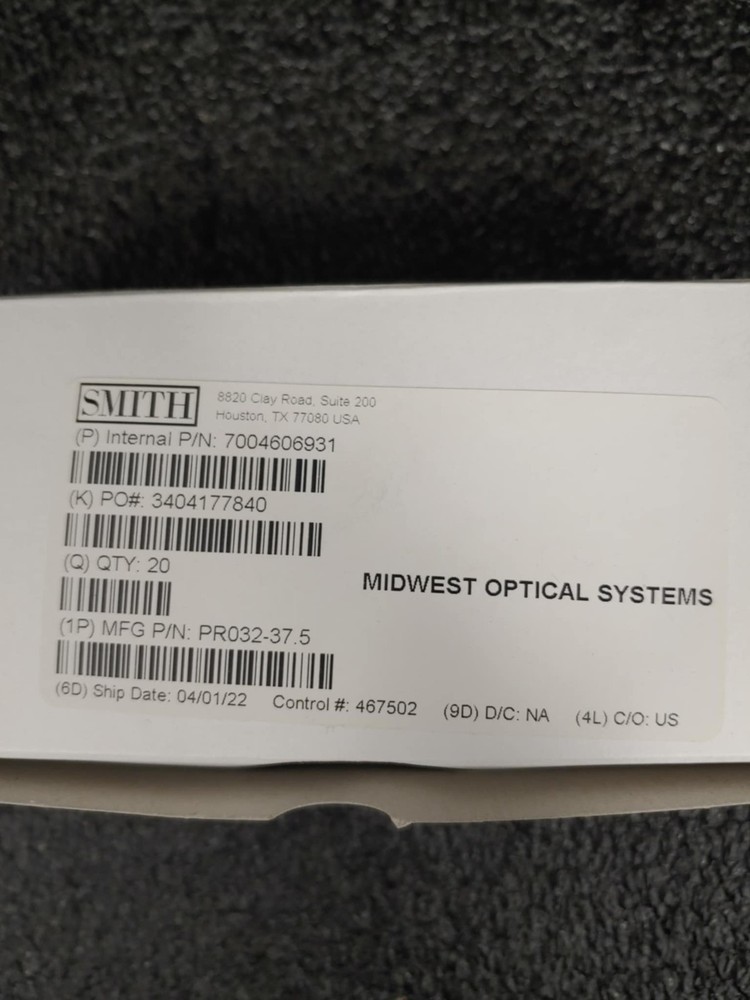 SMITH
8820 Clay Road, Suite 200
Houston, TX 77080 USA
(P) Internal P/N: 7004606931
(K) PO#: 3404177840
(Q) QTY: 20
MIDWEST OPTICAL SYSTEMS
(1P) MFG P/N: PR032-37.5
(6D) Ship Date: 04/01/22 Control #: 467502 (9D) D/C: NA (4L) C/O: US